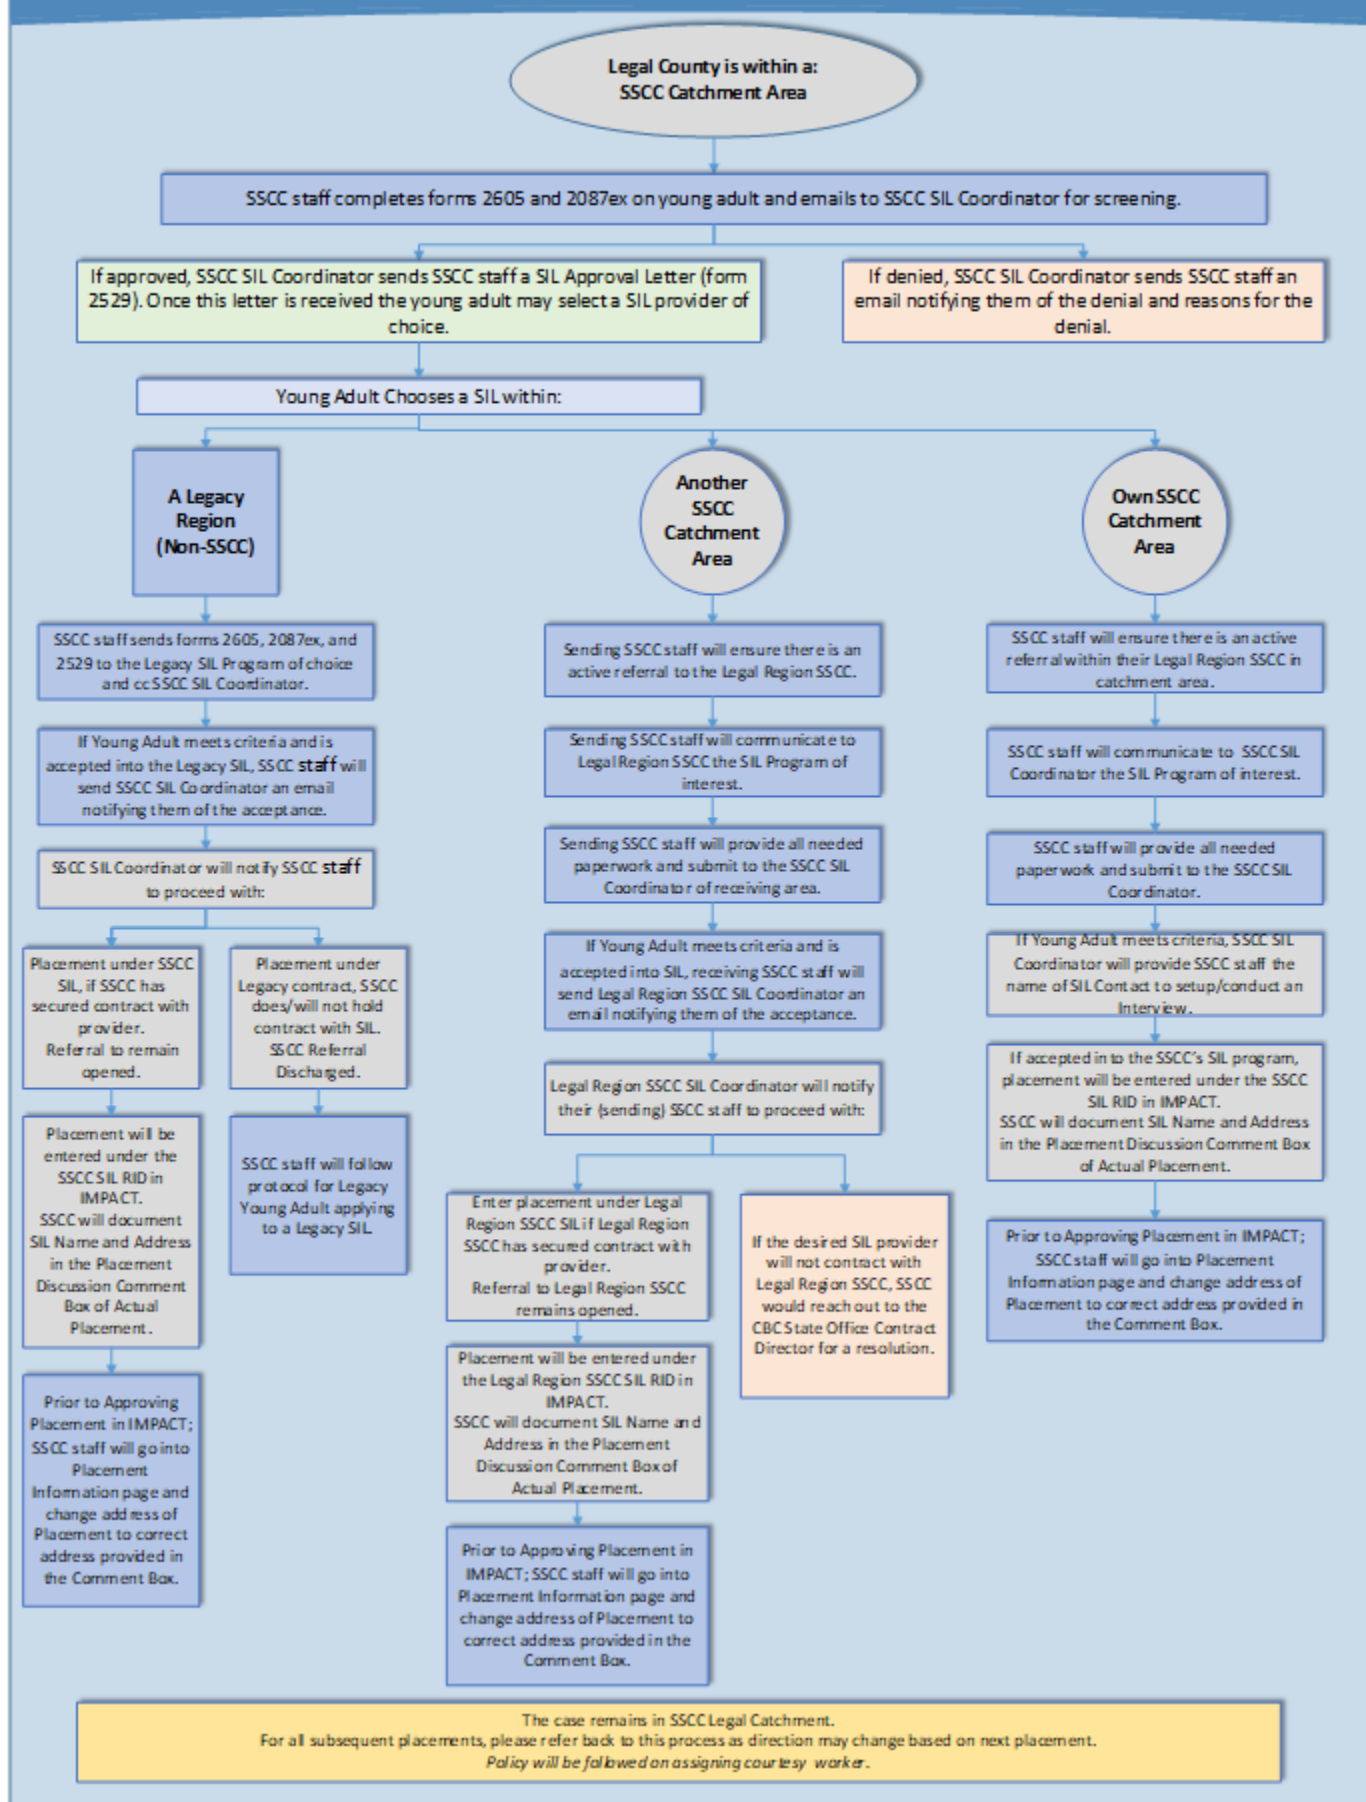 Legal County is within a:
SSCC Catchment Area
SSCC staff completes forms 2605 and 2087ex on young adult and emails to SSCC SIL Coordinator for screening.
If approved, SSCC SIL Coordinator sends SSCC staff a SIL Approval Letter (form
2529). Once this letter is received the young adult may select a SIL provider of
choice.
If denied, SSCC SIL Coordinator sends SSCC staff an
email notifying them of the denial and reasons for the
denial.
Young Adult Chooses a SIL within:
A Legacy
Region
(Non-SSCC)
SSCC staff sends forms 2605, 2087ex, and
2529 to the Legacy SIL Program of choice
and cc SSCC SIL Coordinator.
If Young Adult meets criteria and is
accepted into the Legacy SIL, SSCC staff will
send SSCC SIL Coordinator an email
notifying them of the acceptance.
SSCC SIL Coordinator will notify SSCC staff
to proceed with:
Placement under SSCC
SIL, if SSCC has
secured contract with
provider.
Referral to remain
opened.
Placement will be
entered under the
SSCC SIL RID in
IMPACT.
SSCC will document
SIL Name and Address
in the Placement
Discussion Comment
Box of Actual
Placement.
Prior to Approving
Placement in IMPACT;
SSCC staff will go into
Placement
Information page and
change address of
Placement to correct
address provided in
the Comment Box.
Placement under
Legacy contract, SSCC
does/will not hold
contract with SIL.
SSCC Referral
Discharged.
SSCC staff will follow
protocol for Legacy
Young Adult applying
to a Legacy SIL.
Another
SSCC
Catchment
Area
Sending SSCC staff will ensure there is an
active referral to the Legal Region SSCC.
Sending SSCC staff will communicate to
Legal Region SSCC the SIL Program of
interest.
Sending SSCC staff will provide all needed
paperwork and submit to the SSCC SIL
Coordinator of receiving area.
If Young Adult meets criteria and is
accepted into SIL, receiving SSCC staff will
send Legal Region SSCC SIL Coordinator an
email notifying them of the acceptance.
Legal Region SSCC SIL Coordinator will notify
their (sending) SSCC staff to proceed with:
Enter placement under Legal
Region SSCC SIL if Legal Region
SSCC has secured contract with
provider.
Referral to Legal Region SSCC
remains opened.
Placement will be entered under
the Legal Region SSCC SIL RID in
IMPACT.
SSCC will document SIL Name and
Address in the Placement
Discussion Comment Box of
Actual Placement.
Prior to Approving Placement in
IMPACT; SSCC staff will go into
Placement Information page and
change address of Placement to
correct address provided in the
Comment Box.
If the desired SIL provider
will not contract with
Legal Region SSCC, SSCC
would reach out to the
CBC State Office Contract
Director for a resolution.
Own SSCC
Catchment
Area
SSCC staff will ensure there is an active
referral within their Legal Region SSCC in
catchment area.
SSCC staff will communicate to SSCC SIL
Coordinator the SIL Program of interest.
SSCC staff will provide all needed
paperwork and submit to the SSCC SIL
Coordinator.
If Young Adult meets criteria, SSCC SIL
Coordinator will provide SSCC staff the
name of SIL Contact to setup/conduct an
Interview.
If accepted in to the SSCC's SIL program,
placement will be entered under the SSCC
SIL RID in IMPACT.
SSCC will document SIL Name and Address
in the Placement Discussion Comment Box
of Actual Placement.
Prior to Approving Placement in IMPACT;
SSCC staff will go into Placement
Information page and change address of
Placement to correct address provided in
the Comment Box.
The case remains in SSCC Legal Catchment.
For all subsequent placements, please refer back to this process as direction may change based on next placement.
Policy will be followed on assigning courtesy worker.